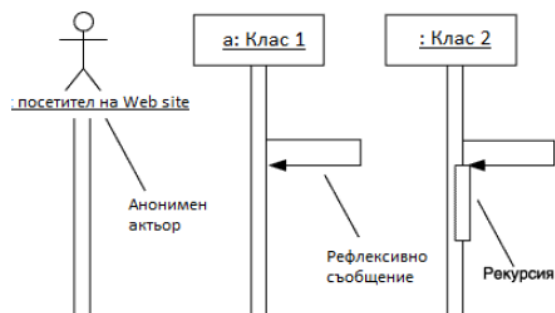 а: Клас 1
: Клас 2
: посетител на Web site
Анонимен
актьор
Рефлексивно
съобщение
Рекурсия